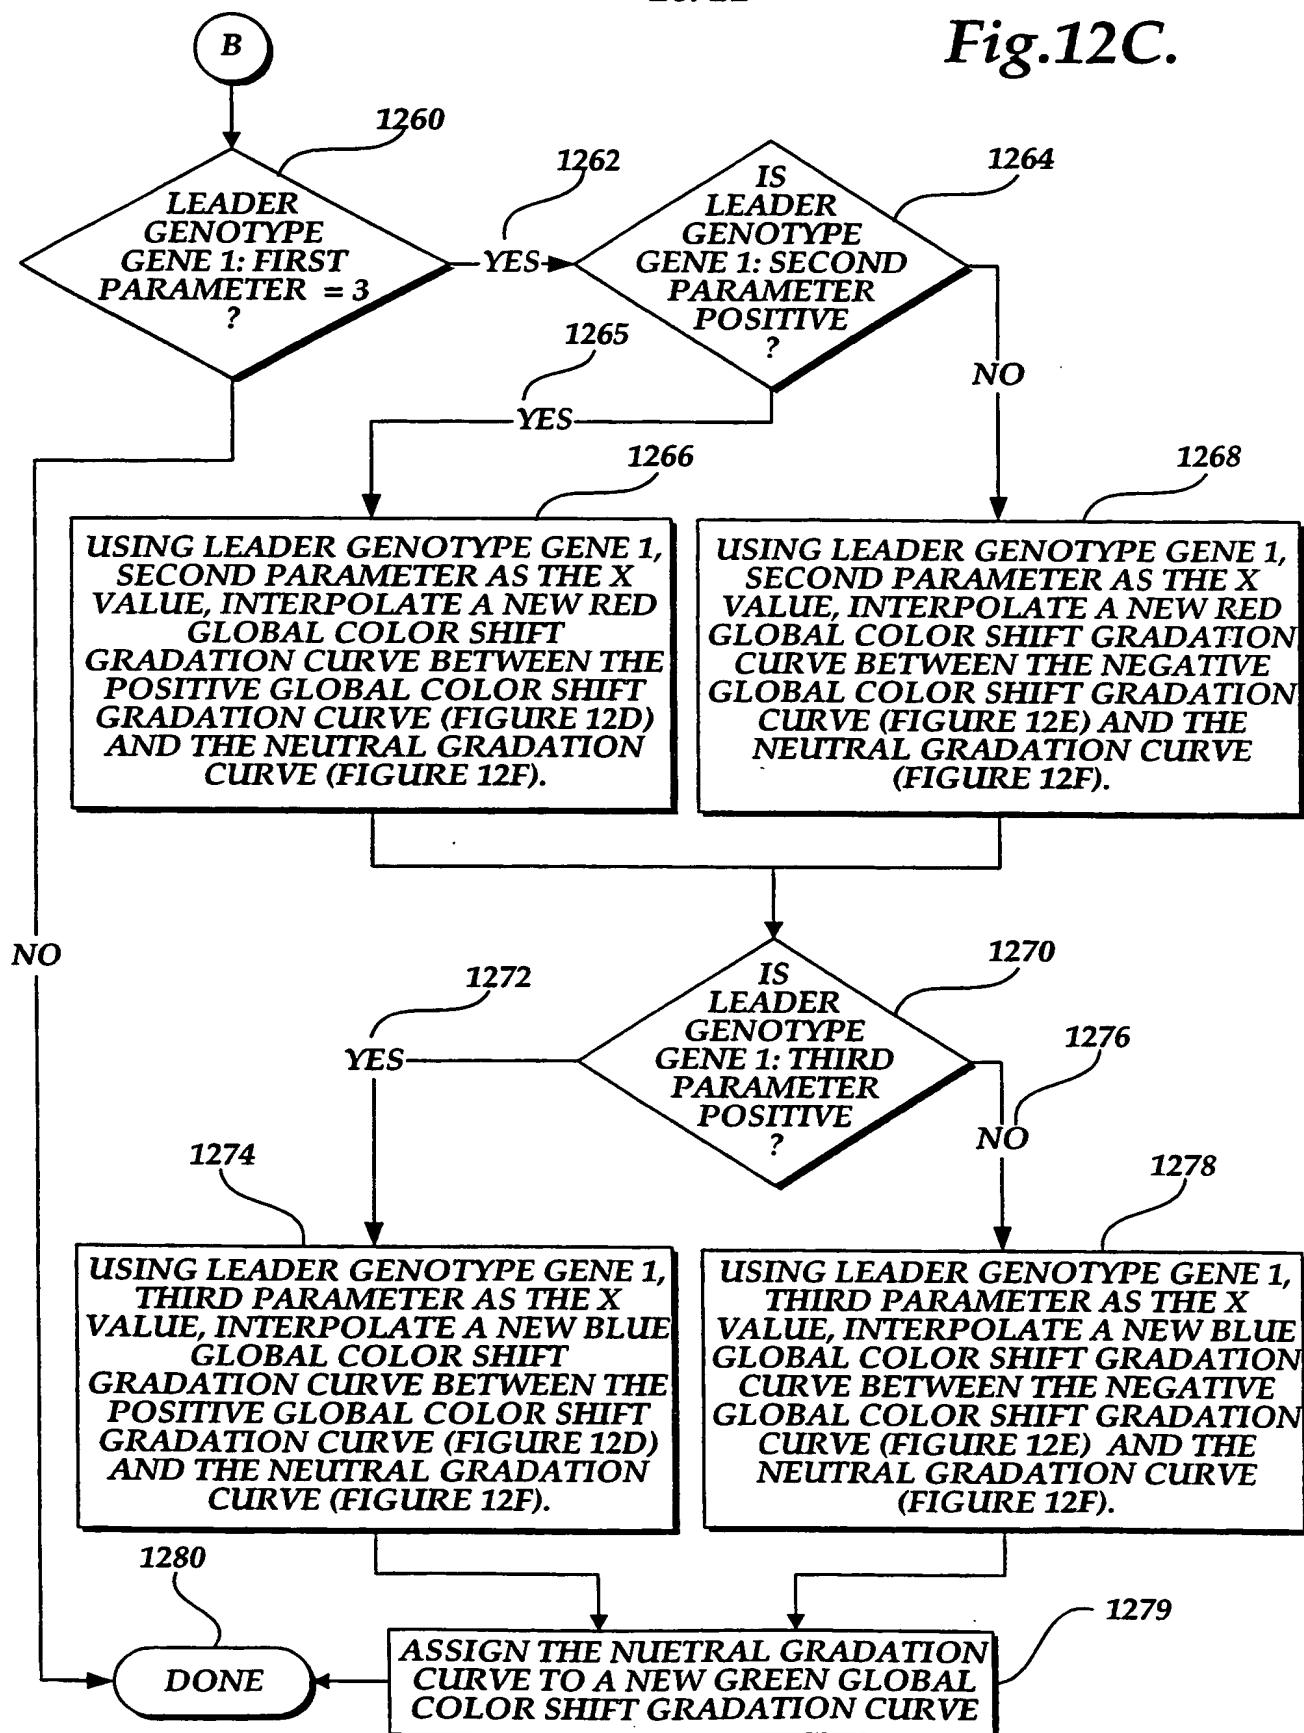 Fig.12C.
B
1260
LEADER
GENOTYPE
GENE 1: FIRST
PARAMETER = 3
?
1262
YES
IS
LEADER
GENOTYPE
GENE 1: SECOND
PARAMETER
POSITIVE
?
1264
1265
YES
NO
1266
USING LEADER GENOTYPE GENE 1,
SECOND PARAMETER AS THE X
VALUE, INTERPOLATE A NEW RED
GLOBAL COLOR SHIFT
GRADATION CURVE BETWEEN THE
POSITIVE GLOBAL COLOR SHIFT
GRADATION CURVE (FIGURE 12D)
AND THE NEUTRAL GRADATION
CURVE (FIGURE 12F).
1268
USING LEADER GENOTYPE GENE 1,
SECOND PARAMETER AS THE X
VALUE, INTERPOLATE A NEW RED
GLOBAL COLOR SHIFT GRADATION
CURVE BETWEEN THE NEGATIVE
GLOBAL COLOR SHIFT GRADATION
CURVE (FIGURE 12E) AND THE
NEUTRAL GRADATION CURVE
(FIGURE 12F).
NO
1272
YES
IS
LEADER
GENOTYPE
GENE 1: THIRD
PARAMETER
POSITIVE
?
1270
1276
NO
1274
USING LEADER GENOTYPE GENE 1,
THIRD PARAMETER AS THE X
VALUE, INTERPOLATE A NEW BLUE
GLOBAL COLOR SHIFT
GRADATION CURVE BETWEEN THE
POSITIVE GLOBAL COLOR SHIFT
GRADATION CURVE (FIGURE 12D)
AND THE NEUTRAL GRADATION
CURVE (FIGURE 12F).
1278
USING LEADER GENOTYPE GENE 1,
THIRD PARAMETER AS THE X
VALUE, INTERPOLATE A NEW BLUE
GLOBAL COLOR SHIFT GRADATION
CURVE BETWEEN THE NEGATIVE
GLOBAL COLOR SHIFT GRADATION
CURVE (FIGURE 12E) AND THE
NEUTRAL GRADATION CURVE
(FIGURE 12F).
1280
DONE
1279
ASSIGN THE NUETRAL GRADATION
CURVE TO A NEW GREEN GLOBAL
COLOR SHIFT GRADATION CURVE